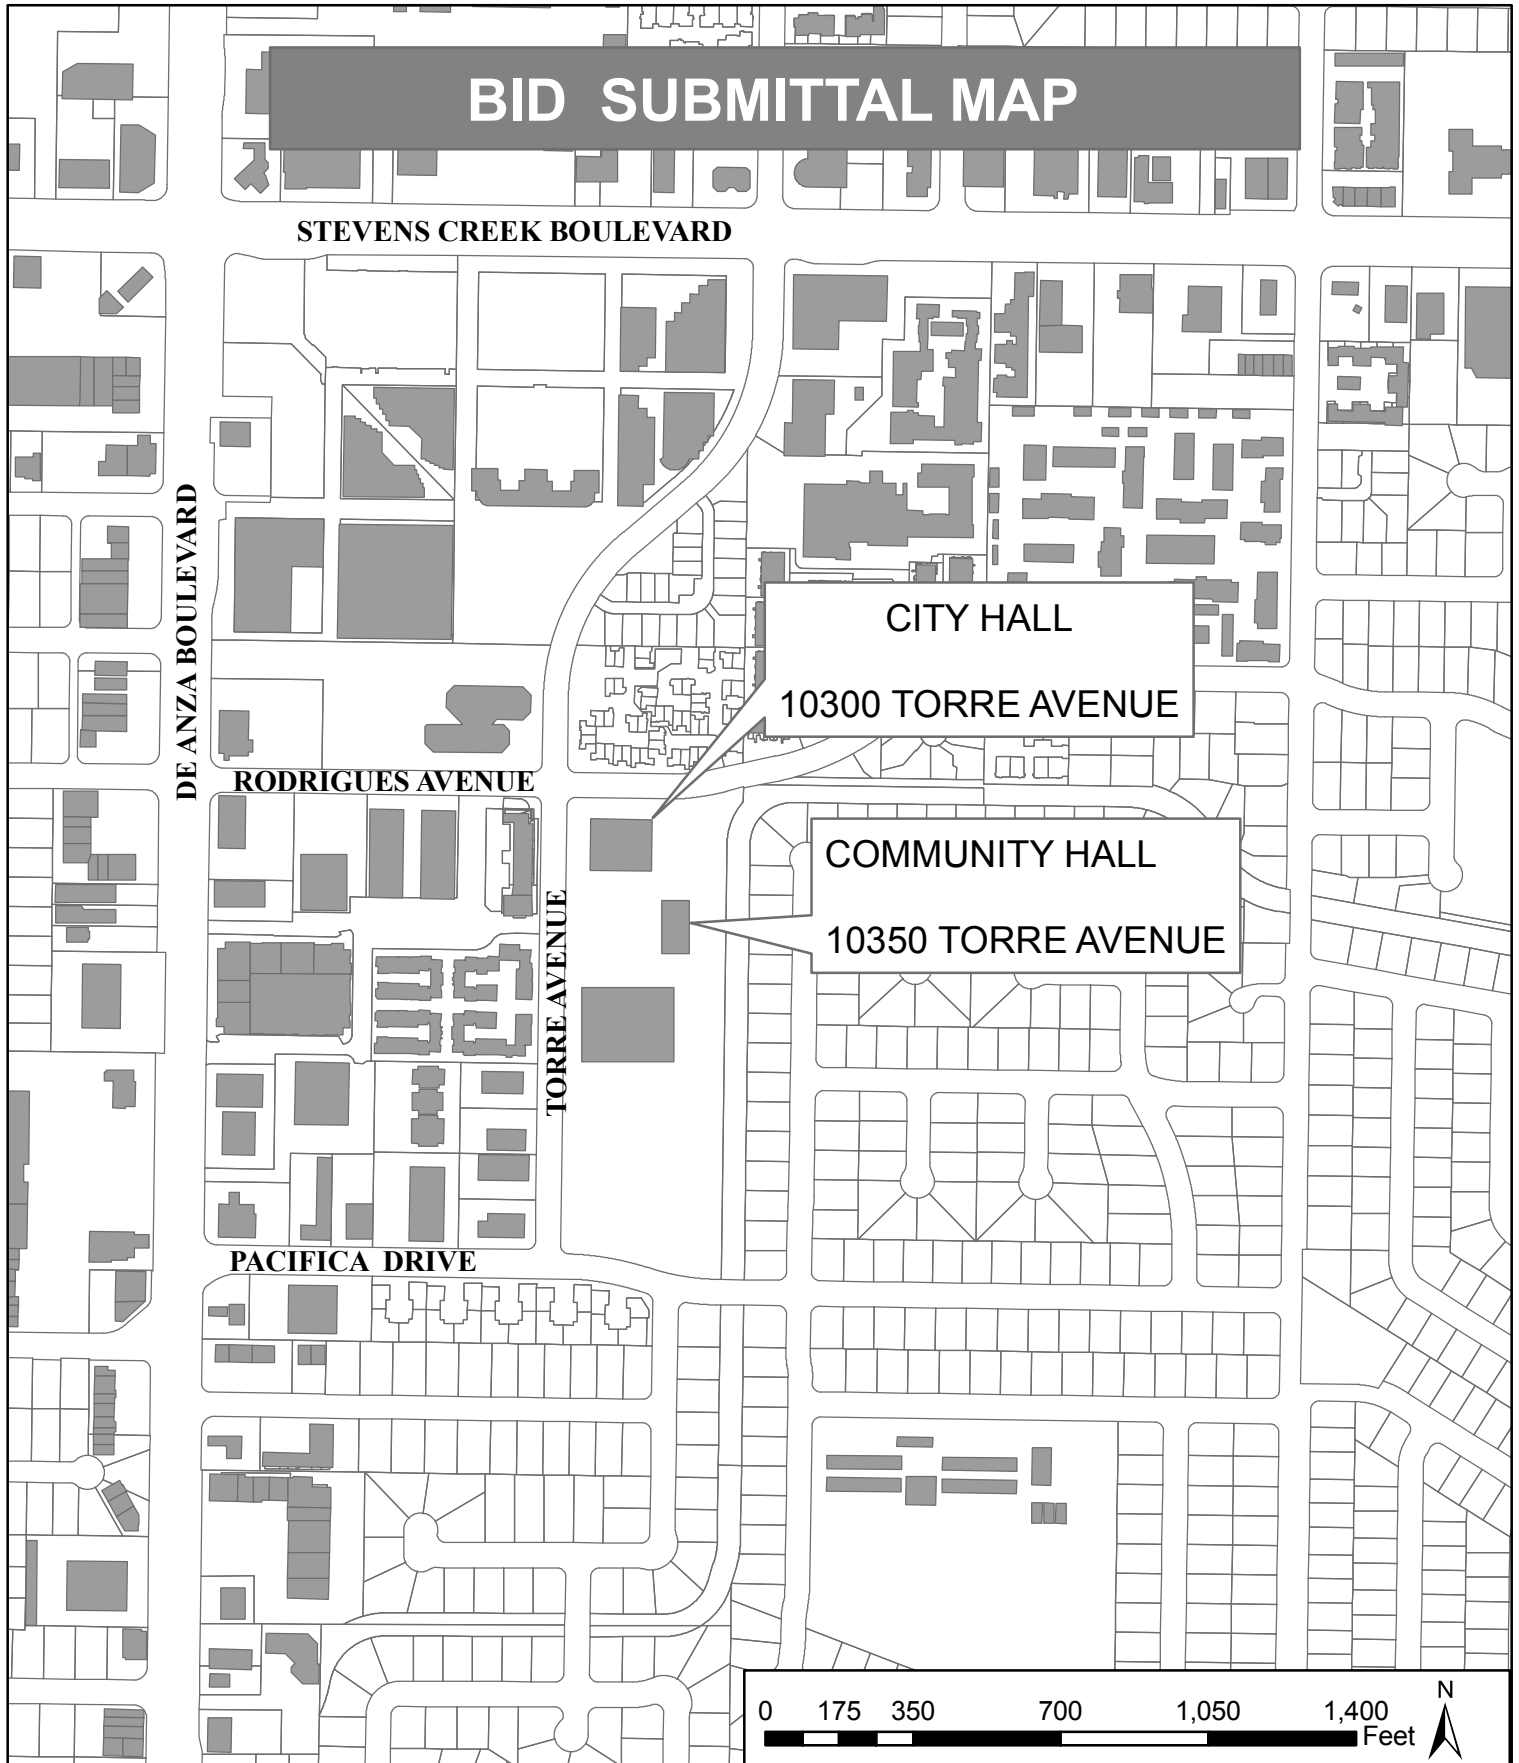 BID SUBMITTAL MAP
STEVENS CREEK BOULEVARD
DE ANZA BOULEVARD
CITY HALL
10300 TORRE AVENUE
RODRIGUES AVENUE
COMMUNITY HALL
10350 TORRE AVENUE
TORRE AVENUE
PACIFICA DRIVE
N
0 175 350 700 1,050 1,400
Feet